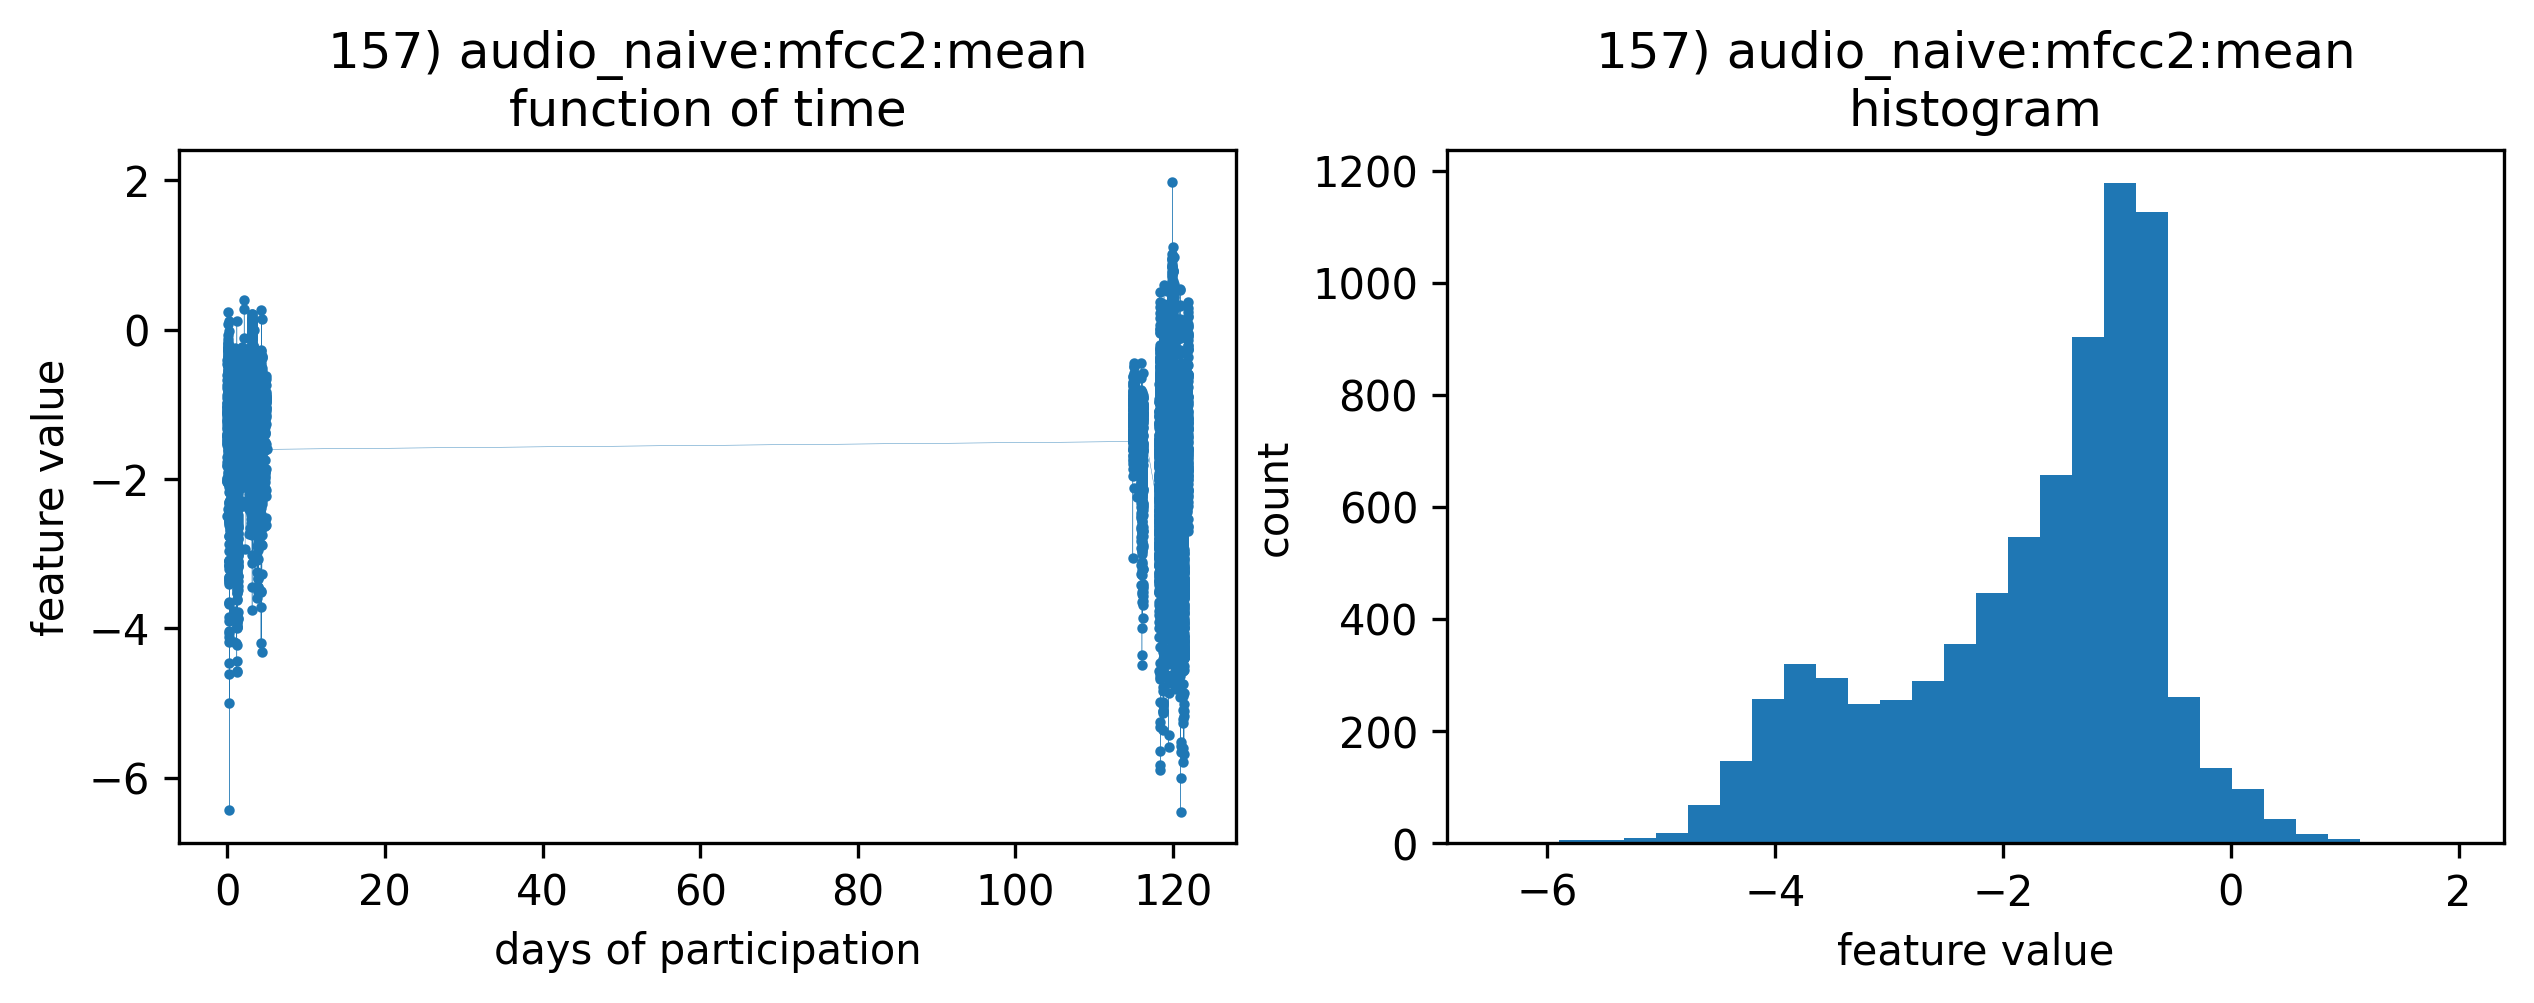 157) audio_naive:mfcc2:mean
function of time
2
0
−2
−4
−6
feature value
0 20 40 60 80 100 120
days of participation
157) audio_naive:mfcc2:mean
histogram
1200
1000
800
600
400
200
0
count
−6 −4 −2 0 2
feature value